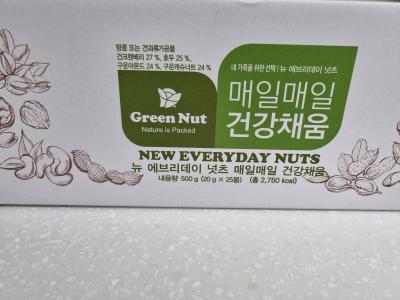 땅콩 또는 견과류가공품
건크랜베리 27 %, 호두 25 %,
구운아몬드 24 %, 구운캐슈너트 24 %
Green Nut
Nature is Packed
내 가족을 위한 선택! 뉴 에브리데이 넛츠
매일매일
건강채움
NEW EVERYDAY NUTS
뉴 에브리데이 넛츠 매일매일 건강채움
내용량 500 g (20 g × 25봉) (총 2,750 kcal)